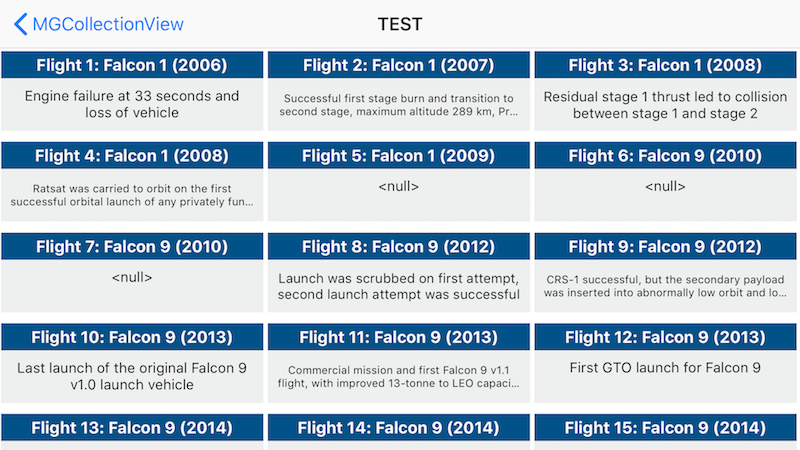 MGCollectionView
TEST
Flight 1: Falcon 1 (2006)
Engine failure at 33 seconds and
loss of vehicle
Flight 2: Falcon 1 (2007)
Successful first stage burn and transition to
second stage, maximum altitude 289 km, Pr...
Flight 3: Falcon 1 (2008)
Residual stage 1 thrust led to collision
between stage 1 and stage 2
Flight 4: Falcon 1 (2008)
Ratsat was carried to orbit on the first
successful orbital launch of any privately fun...
Flight 5: Falcon 1 (2009)
<null>
Flight 6: Falcon 9 (2010)
<null>
Flight 7: Falcon 9 (2010)
<null>
Flight 8: Falcon 9 (2012)
Launch was scrubbed on first attempt,
second launch attempt was successful
Flight 9: Falcon 9 (2012)
CRS-1 successful, but the secondary payload
was inserted into abnormally low orbit and lo...
Flight 10: Falcon 9 (2013)
Last launch of the original Falcon 9
v1.0 launch vehicle
Flight 11: Falcon 9 (2013)
Commercial mission and first Falcon 9 v1.1
flight, with improved 13-tonne to LEO capaci...
Flight 12: Falcon 9 (2013)
First GTO launch for Falcon 9
Flight 13: Falcon 9 (2014)
Flight 14: Falcon 9 (2014)
Flight 15: Falcon 9 (2014)